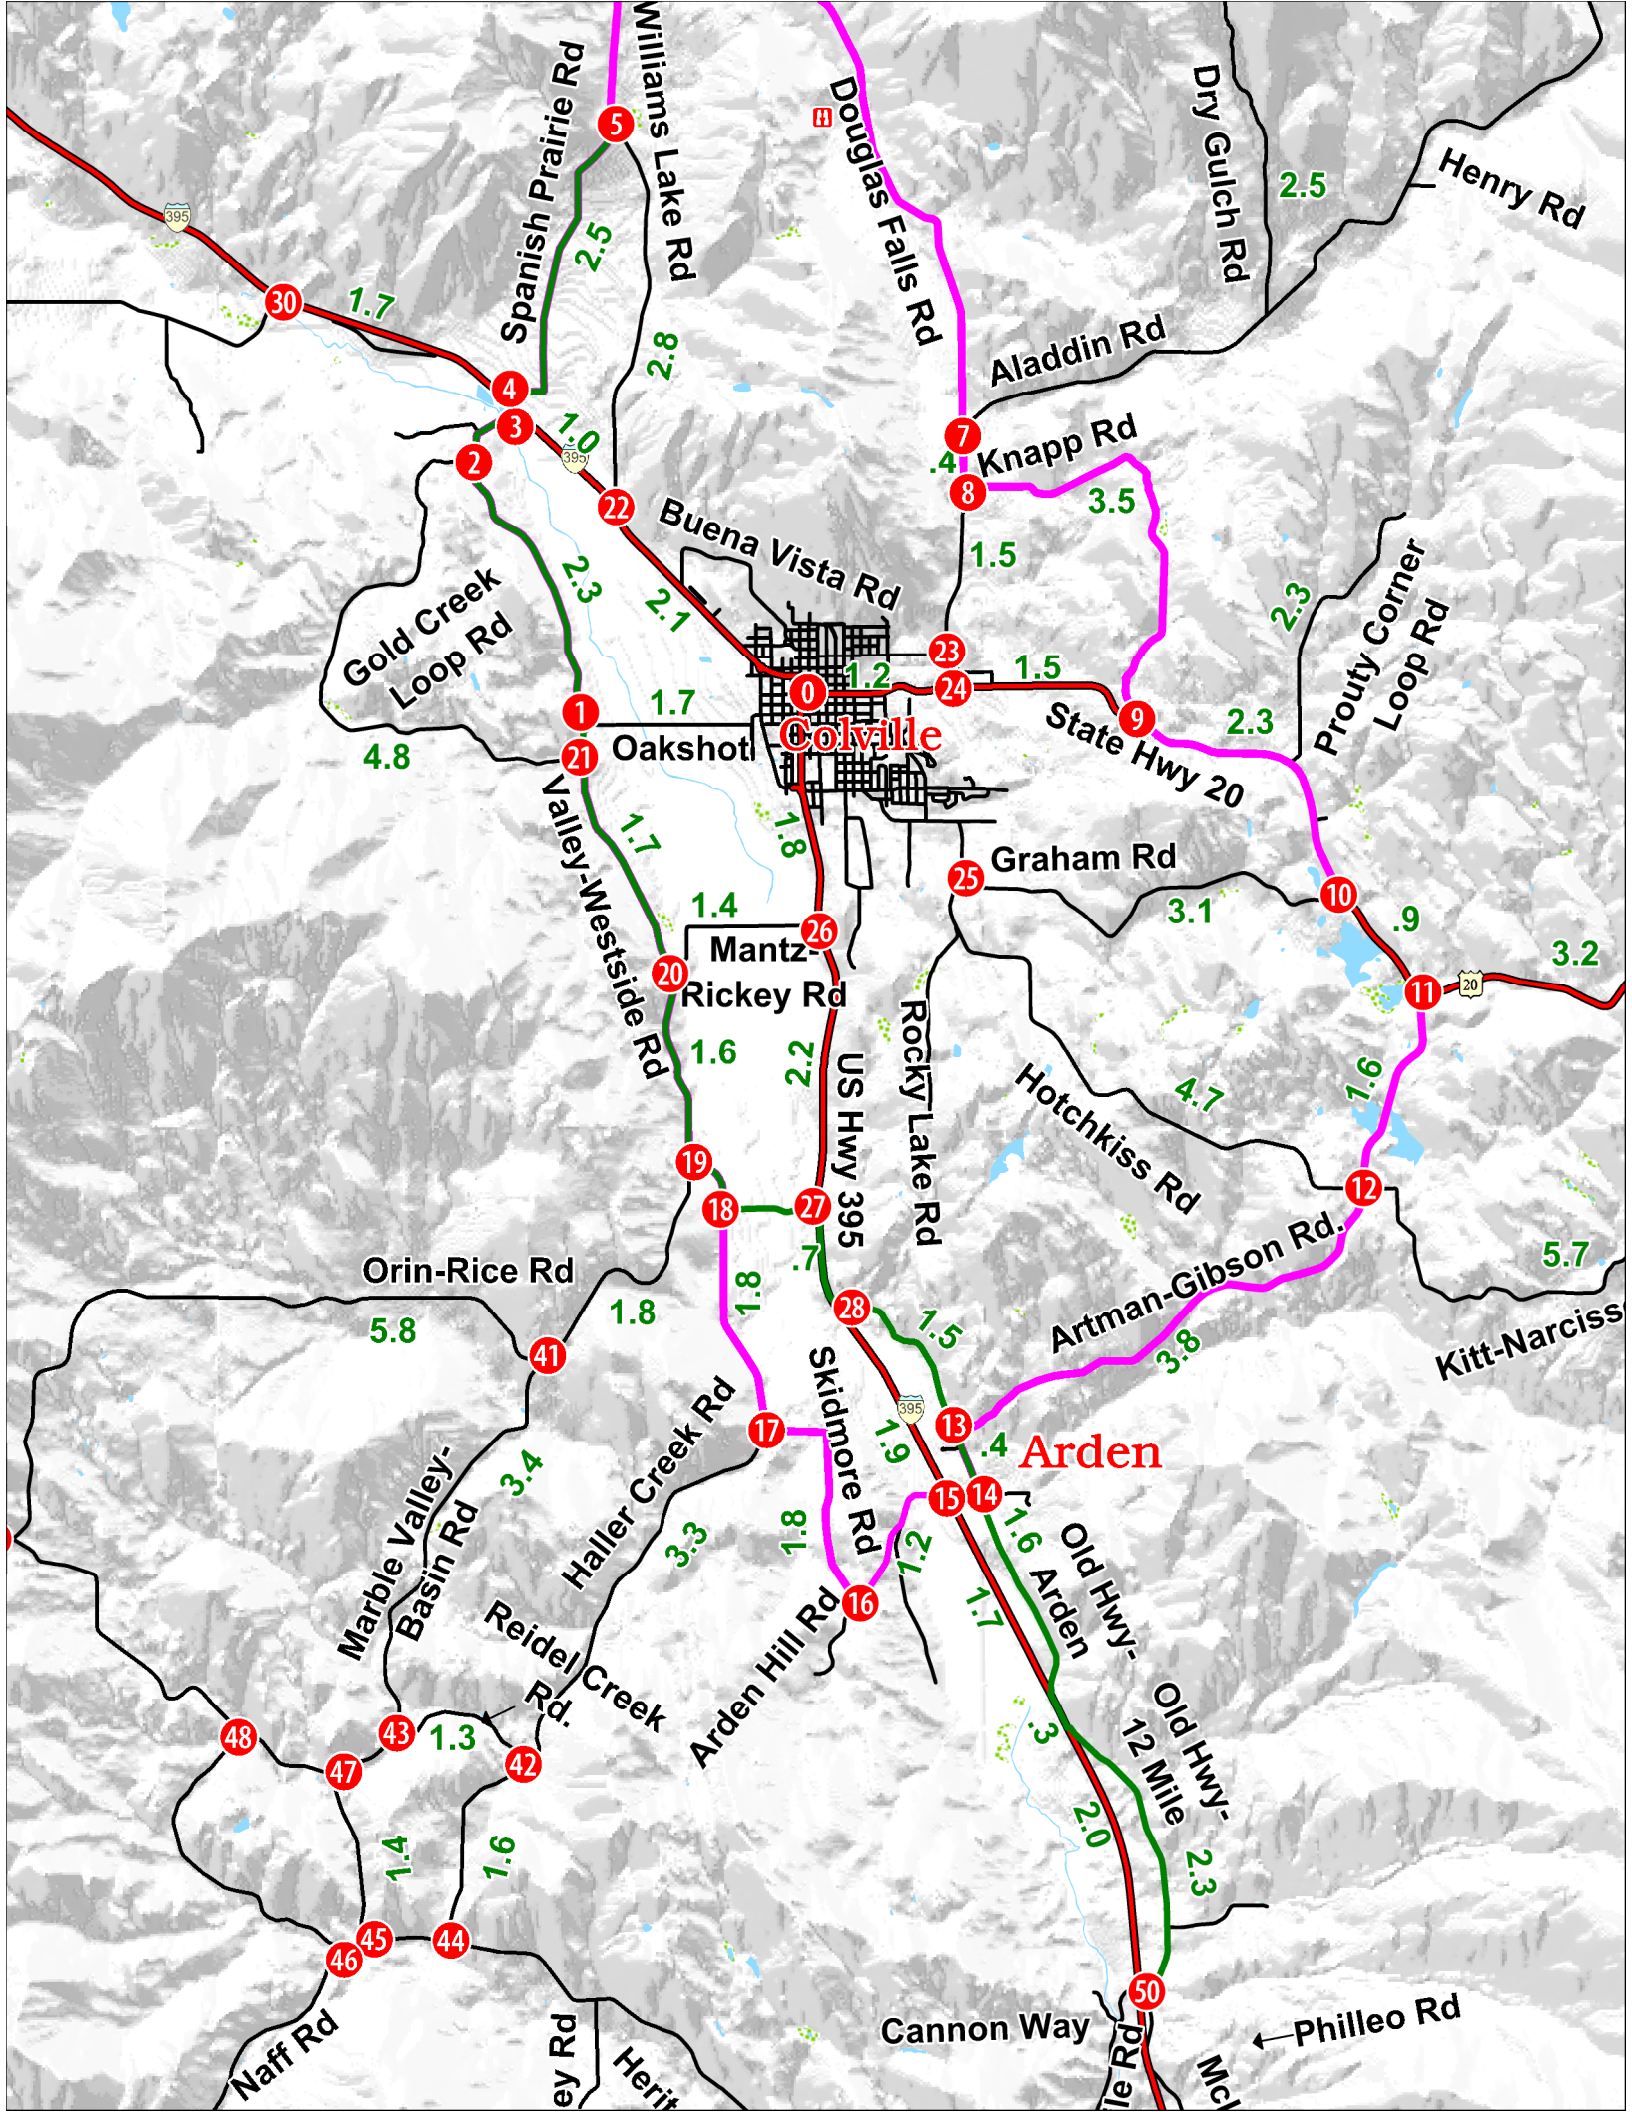 Williams Lake Rd
Spanish Prairie Rd
5
Douglas Falls Rd
Dry Gulch Rd
2.5
Henry Rd
395
2.5
30
1.7
2.8
Aladdin Rd
4
3
1.0
395
2
7
.4
Knapp Rd
8
3.5
22
Buena Vista Rd
1.5
2.3
2.1
2.3
Prouty Corner
Loop Rd
Gold Creek
Loop Rd
23
1.2
24
1.5
0
1
1.7
Colville
State Hwy 20
9
2.3
4.8
21
Oakshot
Valley-Westside Rd
1.7
1.8
25
Graham Rd
3.1
10
.9
1.4
26
Mantz-
Rickey Rd
20
3.2
11
20
1.6
2.2
US Hwy 395
Rocky Lake Rd
Hotchkiss Rd
4.7
1.6
19
18
27
12
.7
5.7
Orin-Rice Rd
1.8
5.8
1.8
28
1.5
Artman-Gibson Rd.
3.8
Kitt-Narciss
41
Skidmore Rd
395
17
13
.4
Arden
1.9
Haller Creek Rd
Marble Valley-
Basin Rd
3.4
3.3
1.8
15
14
1.2
1.6
Old Hwy-
Arden
1.7
16
Arden Hill Rd
Reidel Creek
Rd.
43
1.3
48
47
42
.3
Old Hwy-
12 Mile
2.0
2.3
1.4
1.6
45
44
46
50
Cannon Way
Philleo Rd
Naff Rd
ey Rd
Herit
ile Rd
Mcl